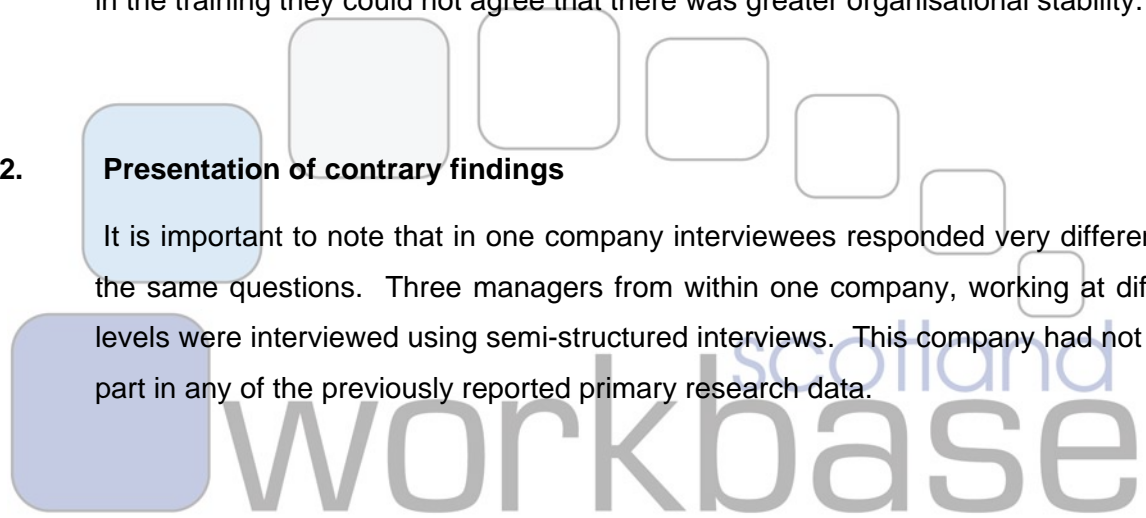 in the training they could not agree that there was greater organisational stability.
2. Presentation of contrary findings
It is important to note that in one company interviewees responded very differen
the same questions. Three managers from within one company, working at dif
levels were interviewed using semi-structured interviews. This company had not
part in any of the previously reported primary research data.
scotland
workbase